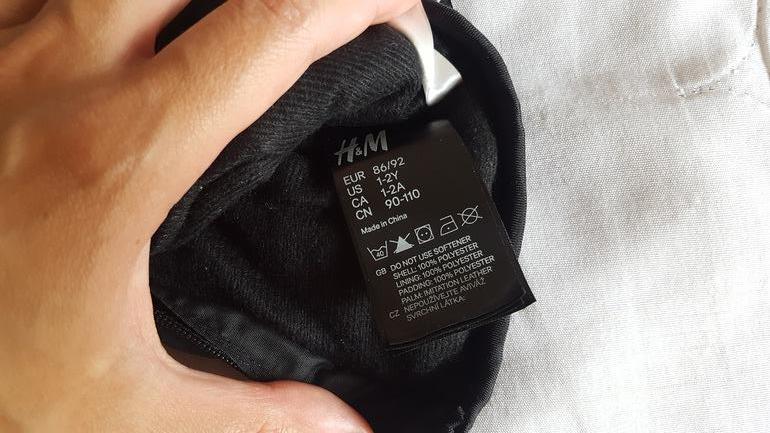 H&M
EUR 86/92
US 1-2Y
CA 1-2A
CN 90-110
Made in China
40
GB DO NOT USE SOFTENER
SHELL: 100% POLYESTER
LINING: 100% POLYESTER
PADDING: 100% POLYESTER
PALM: IMITATION LEATHER
CZ NEPOUŽÍVEJTE AVIVÁŽ
SVRCHNÍ LÁTKA: